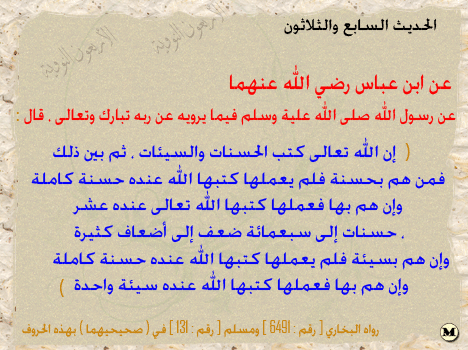 الأربعون النووية
الأربعون النووية
الحديث السابع والثلاثون
عن ابن عباس رضي الله عنهما
عن رسول الله صلى الله علية وسلم فيما يرويه عن ربه تبارك وتعالى ، قال :
( إن الله تعالى كتب الحسنات والسيئات ، ثم بين ذلك
فمن هم بحسنة فلم يعملها كتبها الله عنده حسنة كاملة
وإن هم بها فعملها كتبها الله تعالى عنده عشر
، حسنات إلى سبعمائة ضعف إلى أضعاف كثيرة
وإن هم بسيئة فلم يعملها كتبها الله عنده حسنة كاملة
وإن هم بها فعملها كتبها الله عنده سيئة واحدة )
رواه البخاري [ رقم : 6491 ] ومسلم [ رقم : 131 ] في ( صحيحيهما ) بهذه الحروف
M